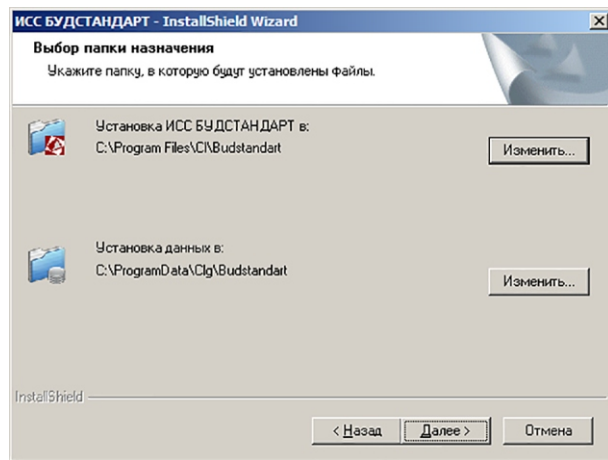 ИСС БУДСТАНДАРТ - InstallShield Wizard
Выбор папки назначения
Укажите папку, в которую будут установлены файлы.
Установка ИСС БУДСТАНДАРТ в:
C:\Program Files\CI\Budstandart
Изменить...
Установка данных в:
C:\ProgramData\Clg\Budstandart
Изменить...
InstallShield
< Назад
Далее >
Отмена